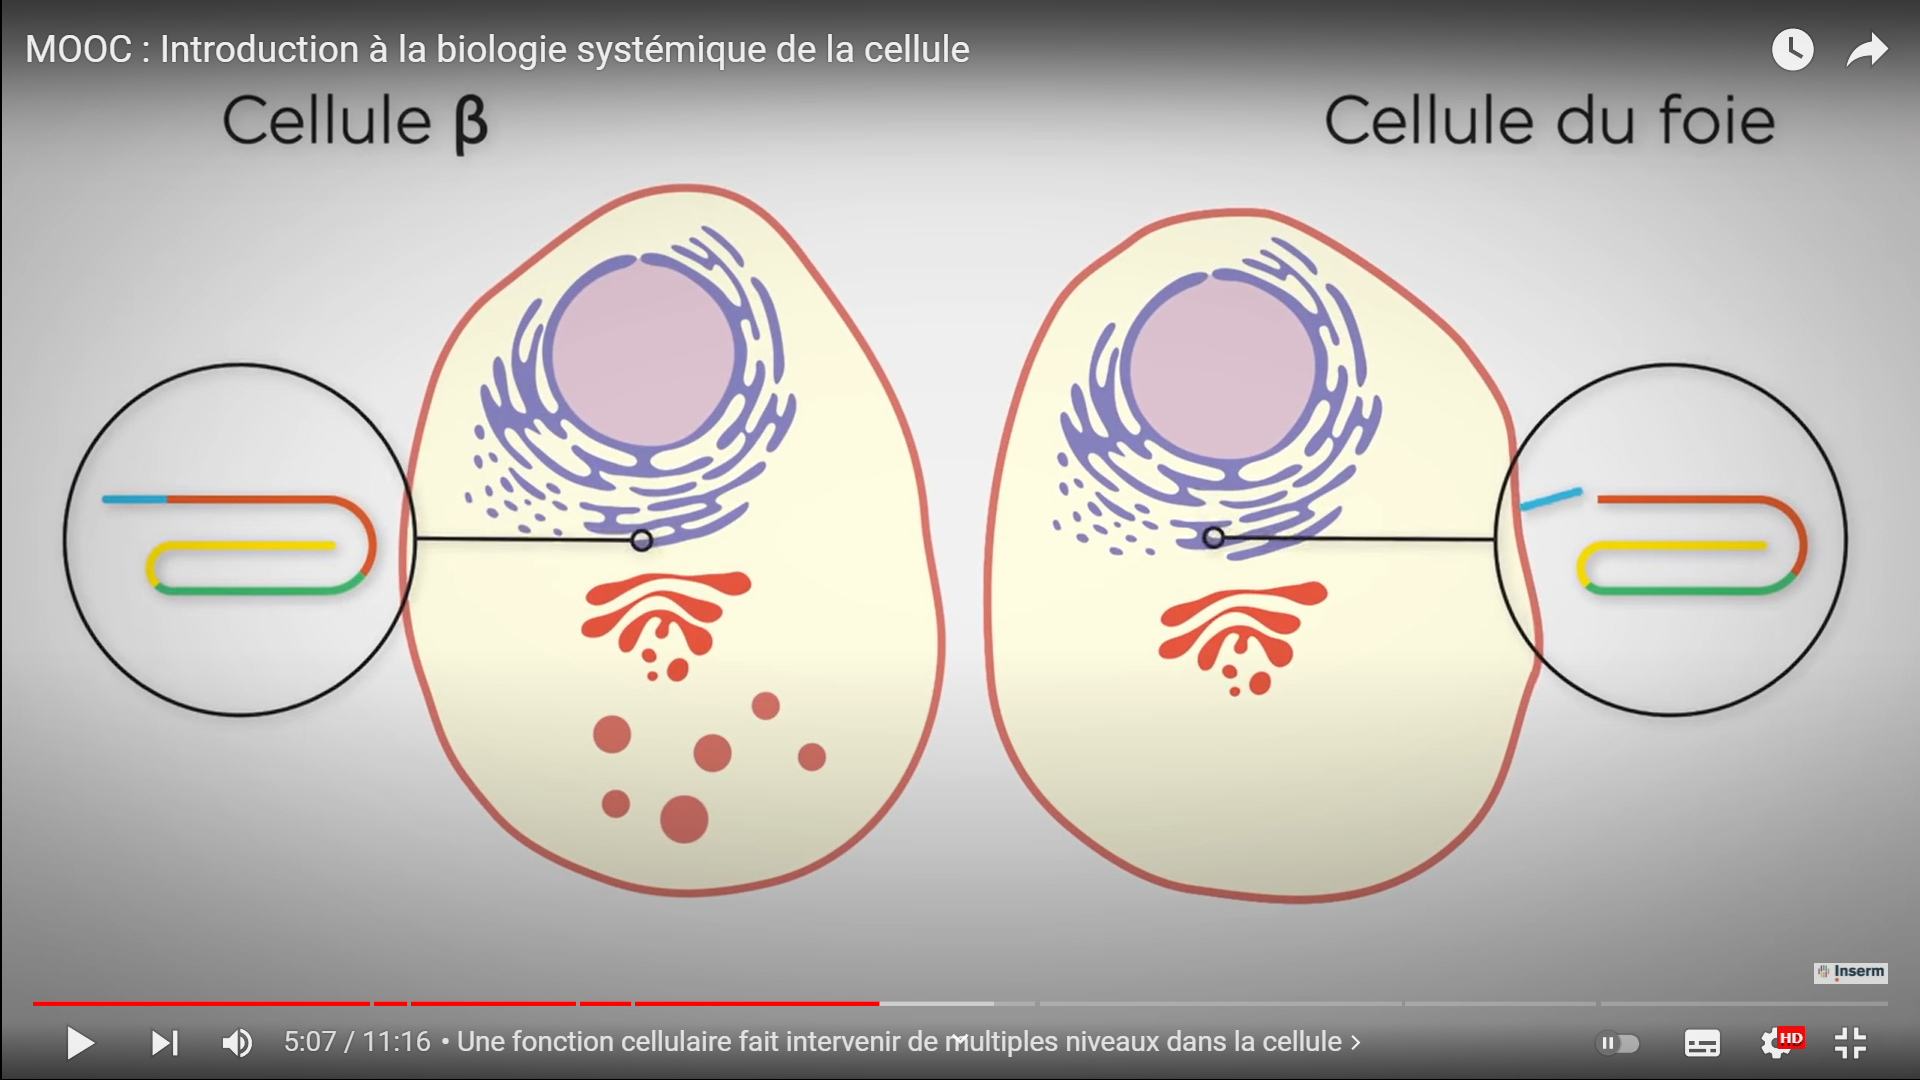 MOOC : Introduction à la biologie systémique de la cellule
Cellule β
Cellule du foie
Inserm
5:07 / 11:16 • Une fonction cellulaire fait intervenir de multiples niveaux dans la cellule
HD